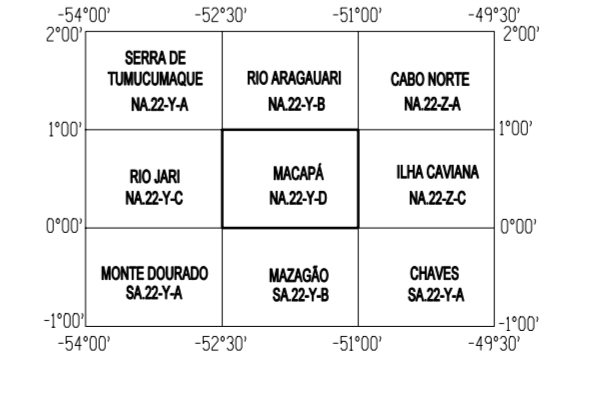 -54°00' -52°30' -51°00' -49°30'
2°00' 2°00'
SERRA DE
TUMUCUMAQUE
NA.22-Y-A
RIO ARAGAUARI
NA.22-Y-B
CABO NORTE
NA.22-Z-A
1°00' 1°00'
RIO JARI
NA.22-Y-C
MACAPÁ
NA.22-Y-D
ILHA CAVIANA
NA.22-Z-C
0°00' 0°00'
MONTE DOURADO
SA.22-Y-A
MAZAGÃO
SA.22-Y-B
CHAVES
SA.22-Y-A
-1°00' -1°00'
-54°00' -52°30' -51°00' -49°30'